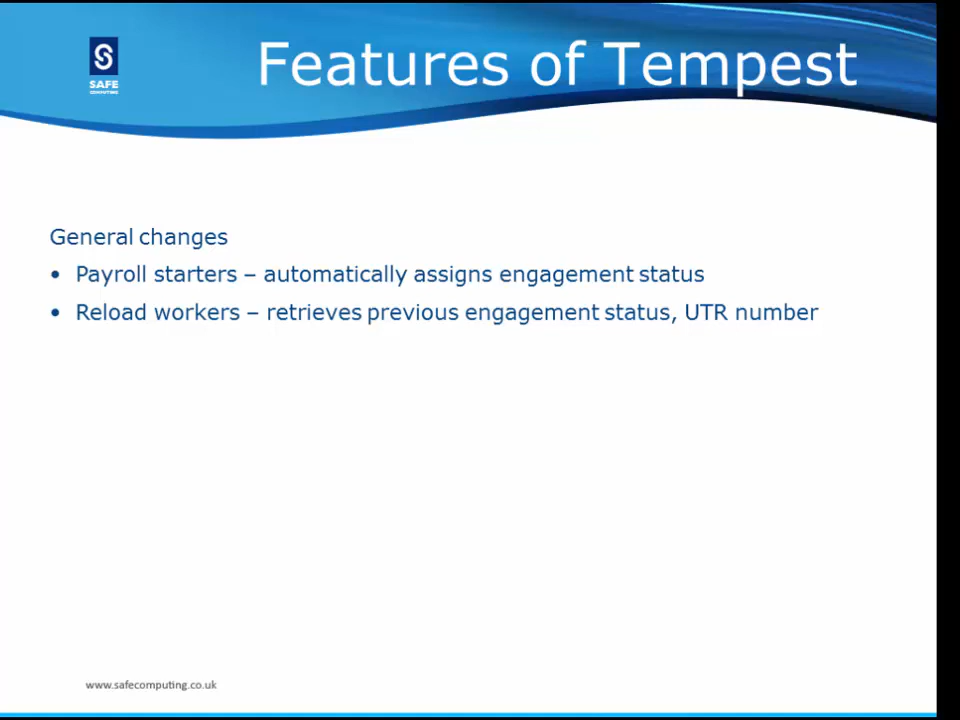 SAFE
COMPUTING
Features of Tempest
General changes
• Payroll starters – automatically assigns engagement status
• Reload workers – retrieves previous engagement status, UTR number
www.safecomputing.co.uk